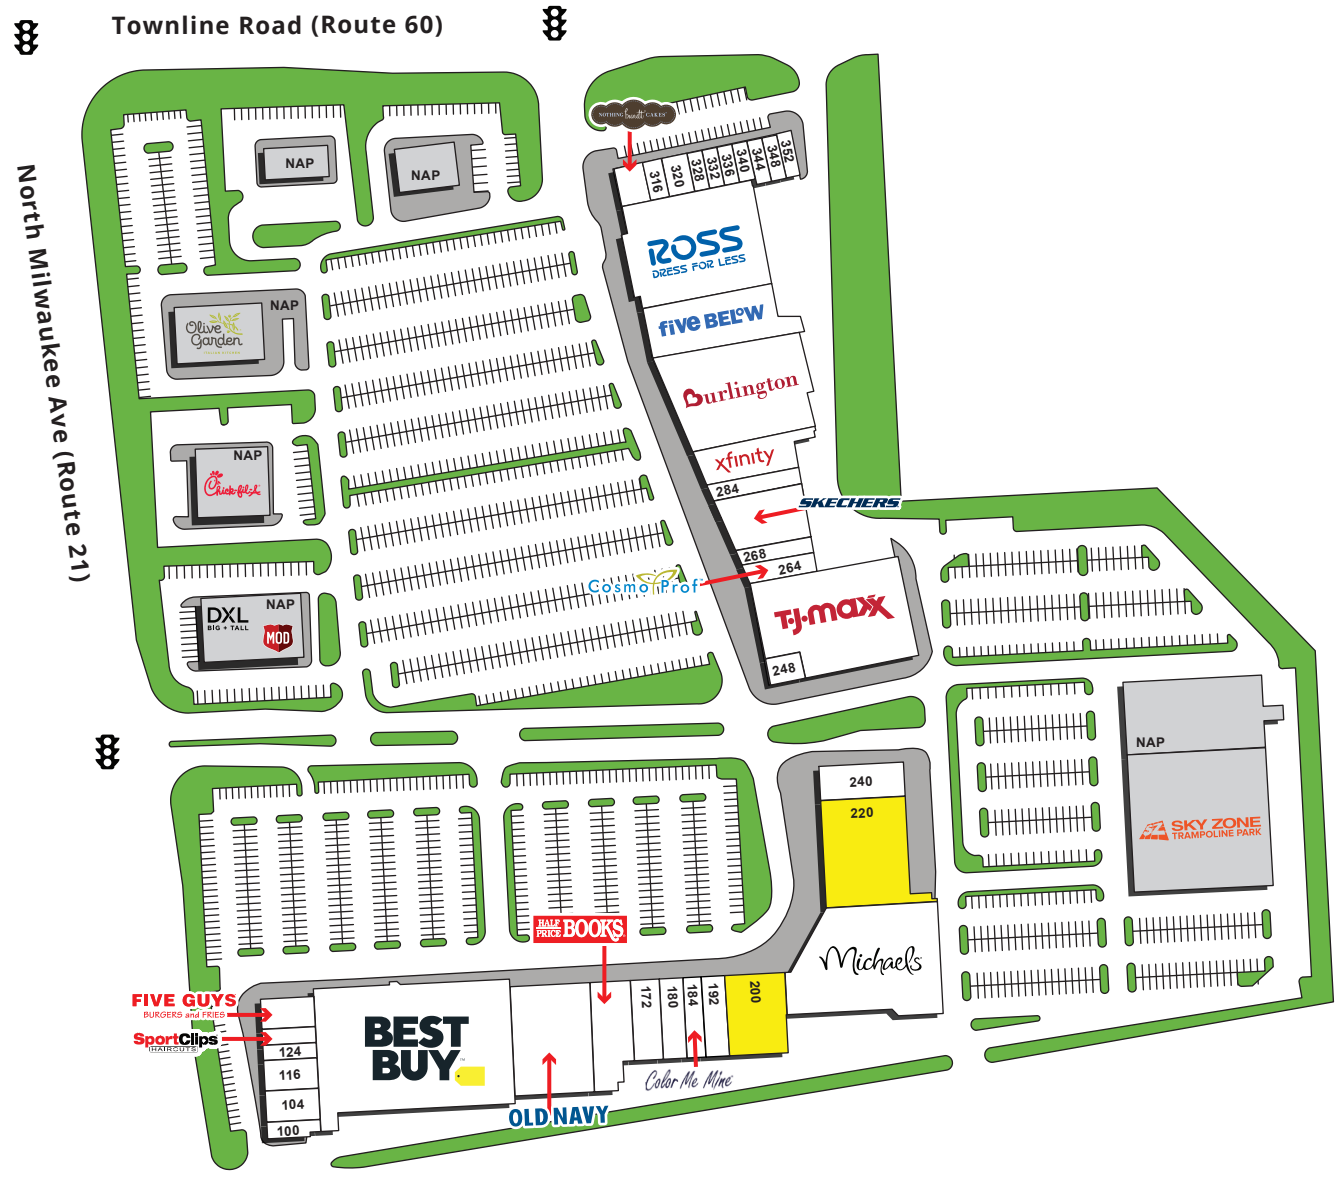 Townline Road (Route 60)
North Milwaukee Ave (Route 21)
NOTHING bundt CAKES
NAP
NAP
316
320
328
332
336
340
344
348
352
ROSS
DRESS FOR LESS
five BELOW
Burlington
xfinity
284
SKECHERS
268
264
CosmoProf
T.J.maxx
248
NAP
Olive
Garden
NAP
Chick-fil-A
NAP
DXL
BIG + TALL
MOD
NAP
SKY ZONE
TRAMPOLINE PARK
240
220
Michaels
HALF
PRICE
BOOKS
172
180
184
192
200
Color Me Mine
FIVE GUYS
BURGERS and FRIES
SportClips
HAIRCUTS
124
116
104
100
BEST
BUY
OLD NAVY